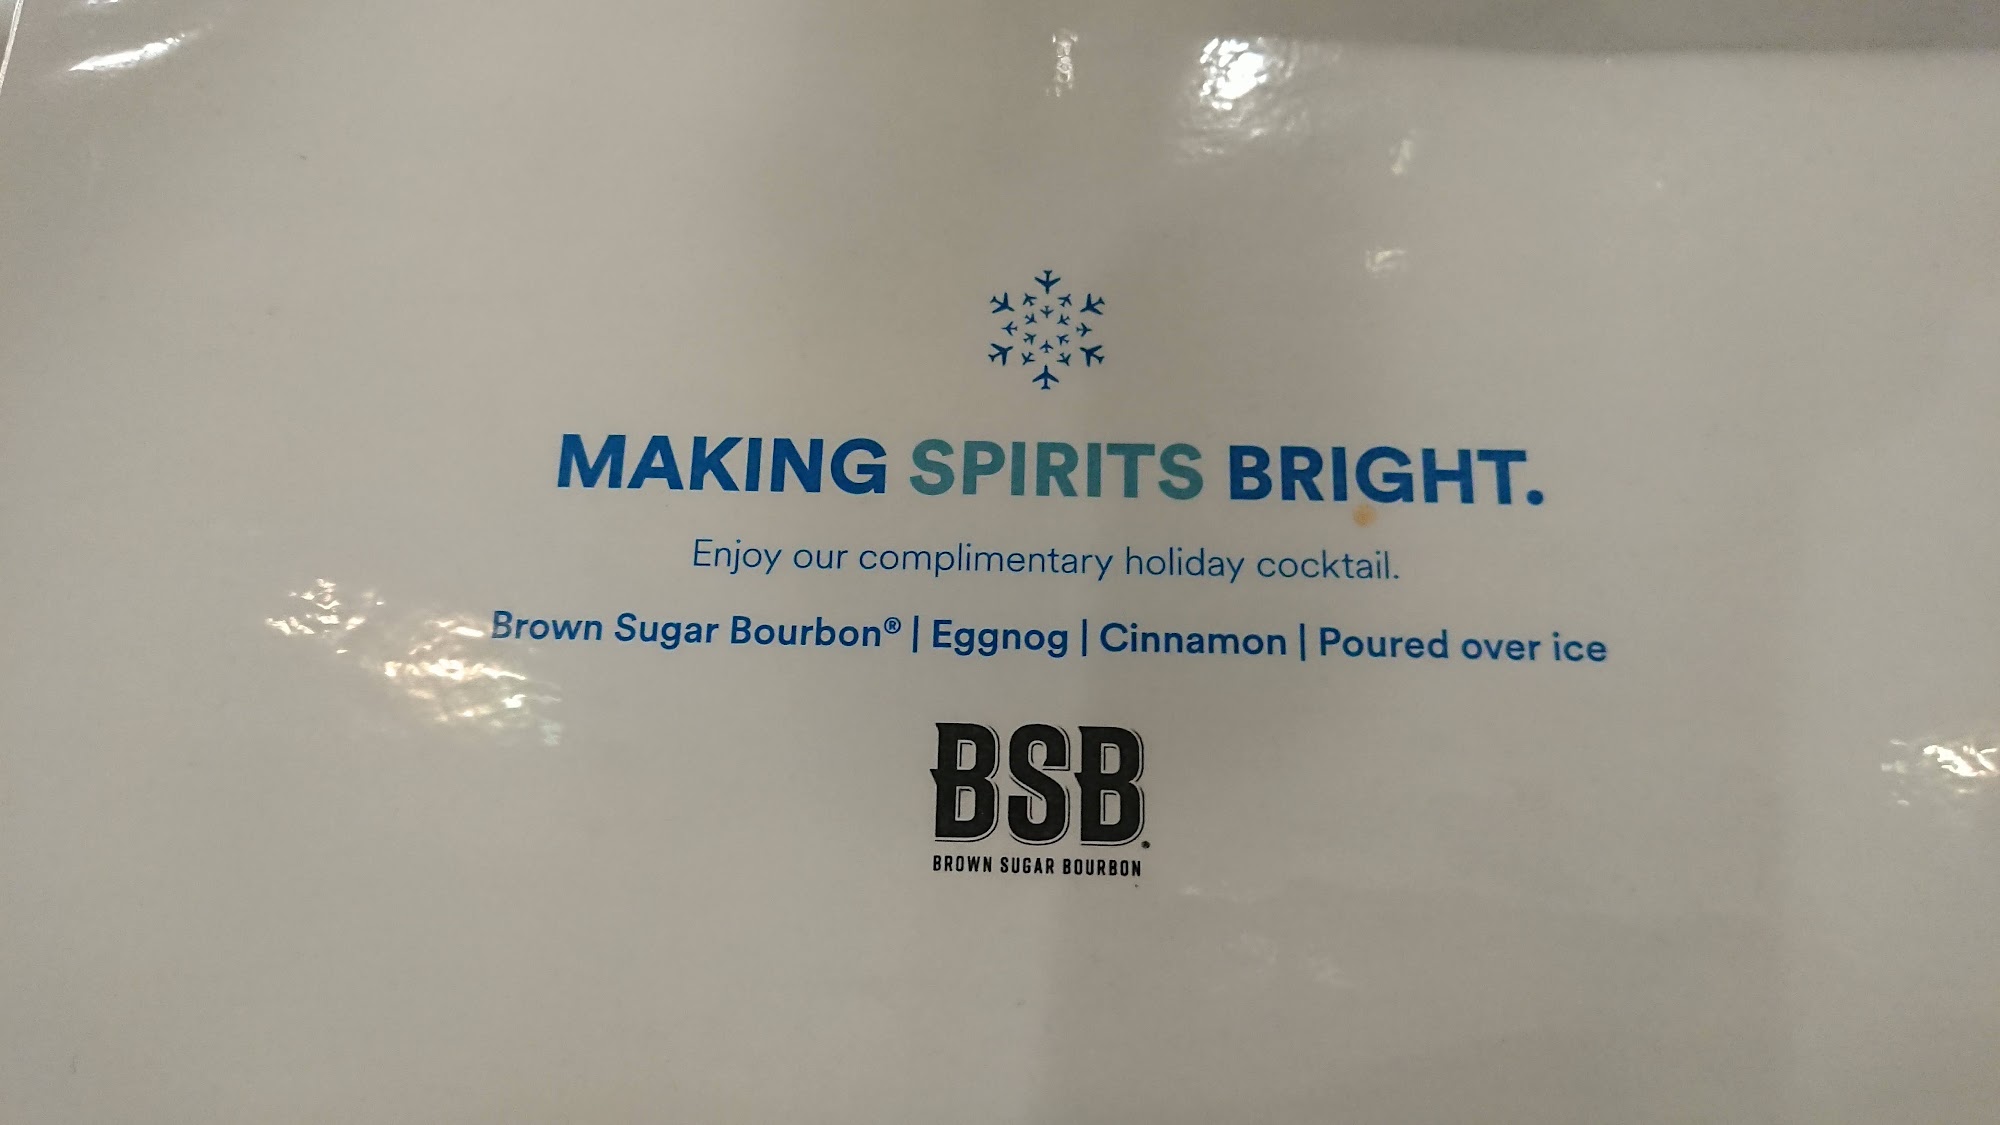 MAKING SPIRITS BRIGHT.
Enjoy our complimentary holiday cocktail.
Brown Sugar Bourbon® | Eggnog | Cinnamon | Poured over ice
BSB®
BROWN SUGAR BOURBON